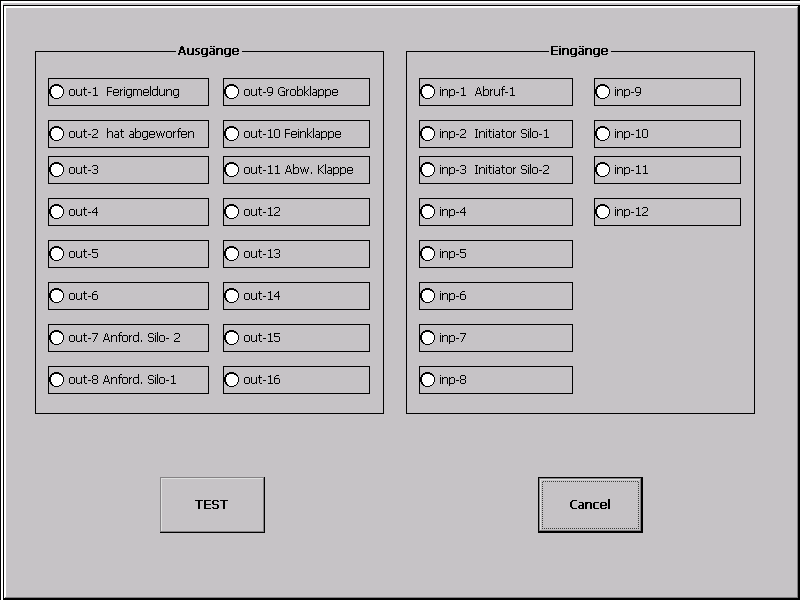 Ausgänge
out-1 Ferigmeldung
out-2 hat abgeworfen
out-3
out-4
out-5
out-6
out-7 Anford. Silo- 2
out-8 Anford. Silo-1
out-9 Grobklappe
out-10 Feinklappe
out-11 Abw. Klappe
out-12
out-13
out-14
out-15
out-16
Eingänge
inp-1 Abruf-1
inp-2 Initiator Silo-1
inp-3 Initiator Silo-2
inp-4
inp-5
inp-6
inp-7
inp-8
inp-9
inp-10
inp-11
inp-12
TEST
Cancel